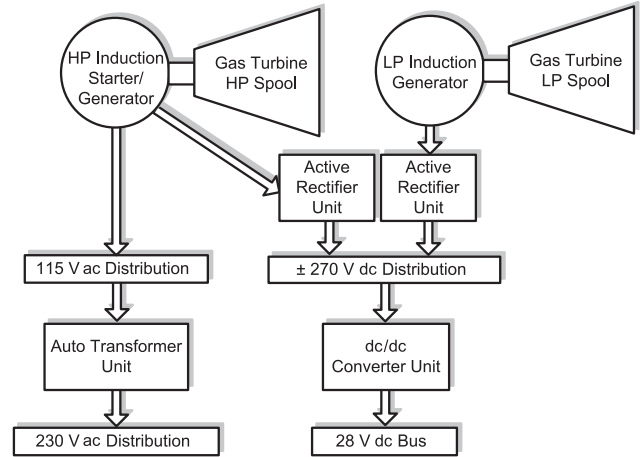 HP Induction
Starter/
Generator
Gas Turbine
HP Spool
LP Induction
Generator
Gas Turbine
LP Spool
Active
Rectifier
Unit
Active
Rectifier
Unit
115 V ac Distribution
± 270 V dc Distribution
Auto Transformer
Unit
dc/dc
Converter Unit
230 V ac Distribution
28 V dc Bus